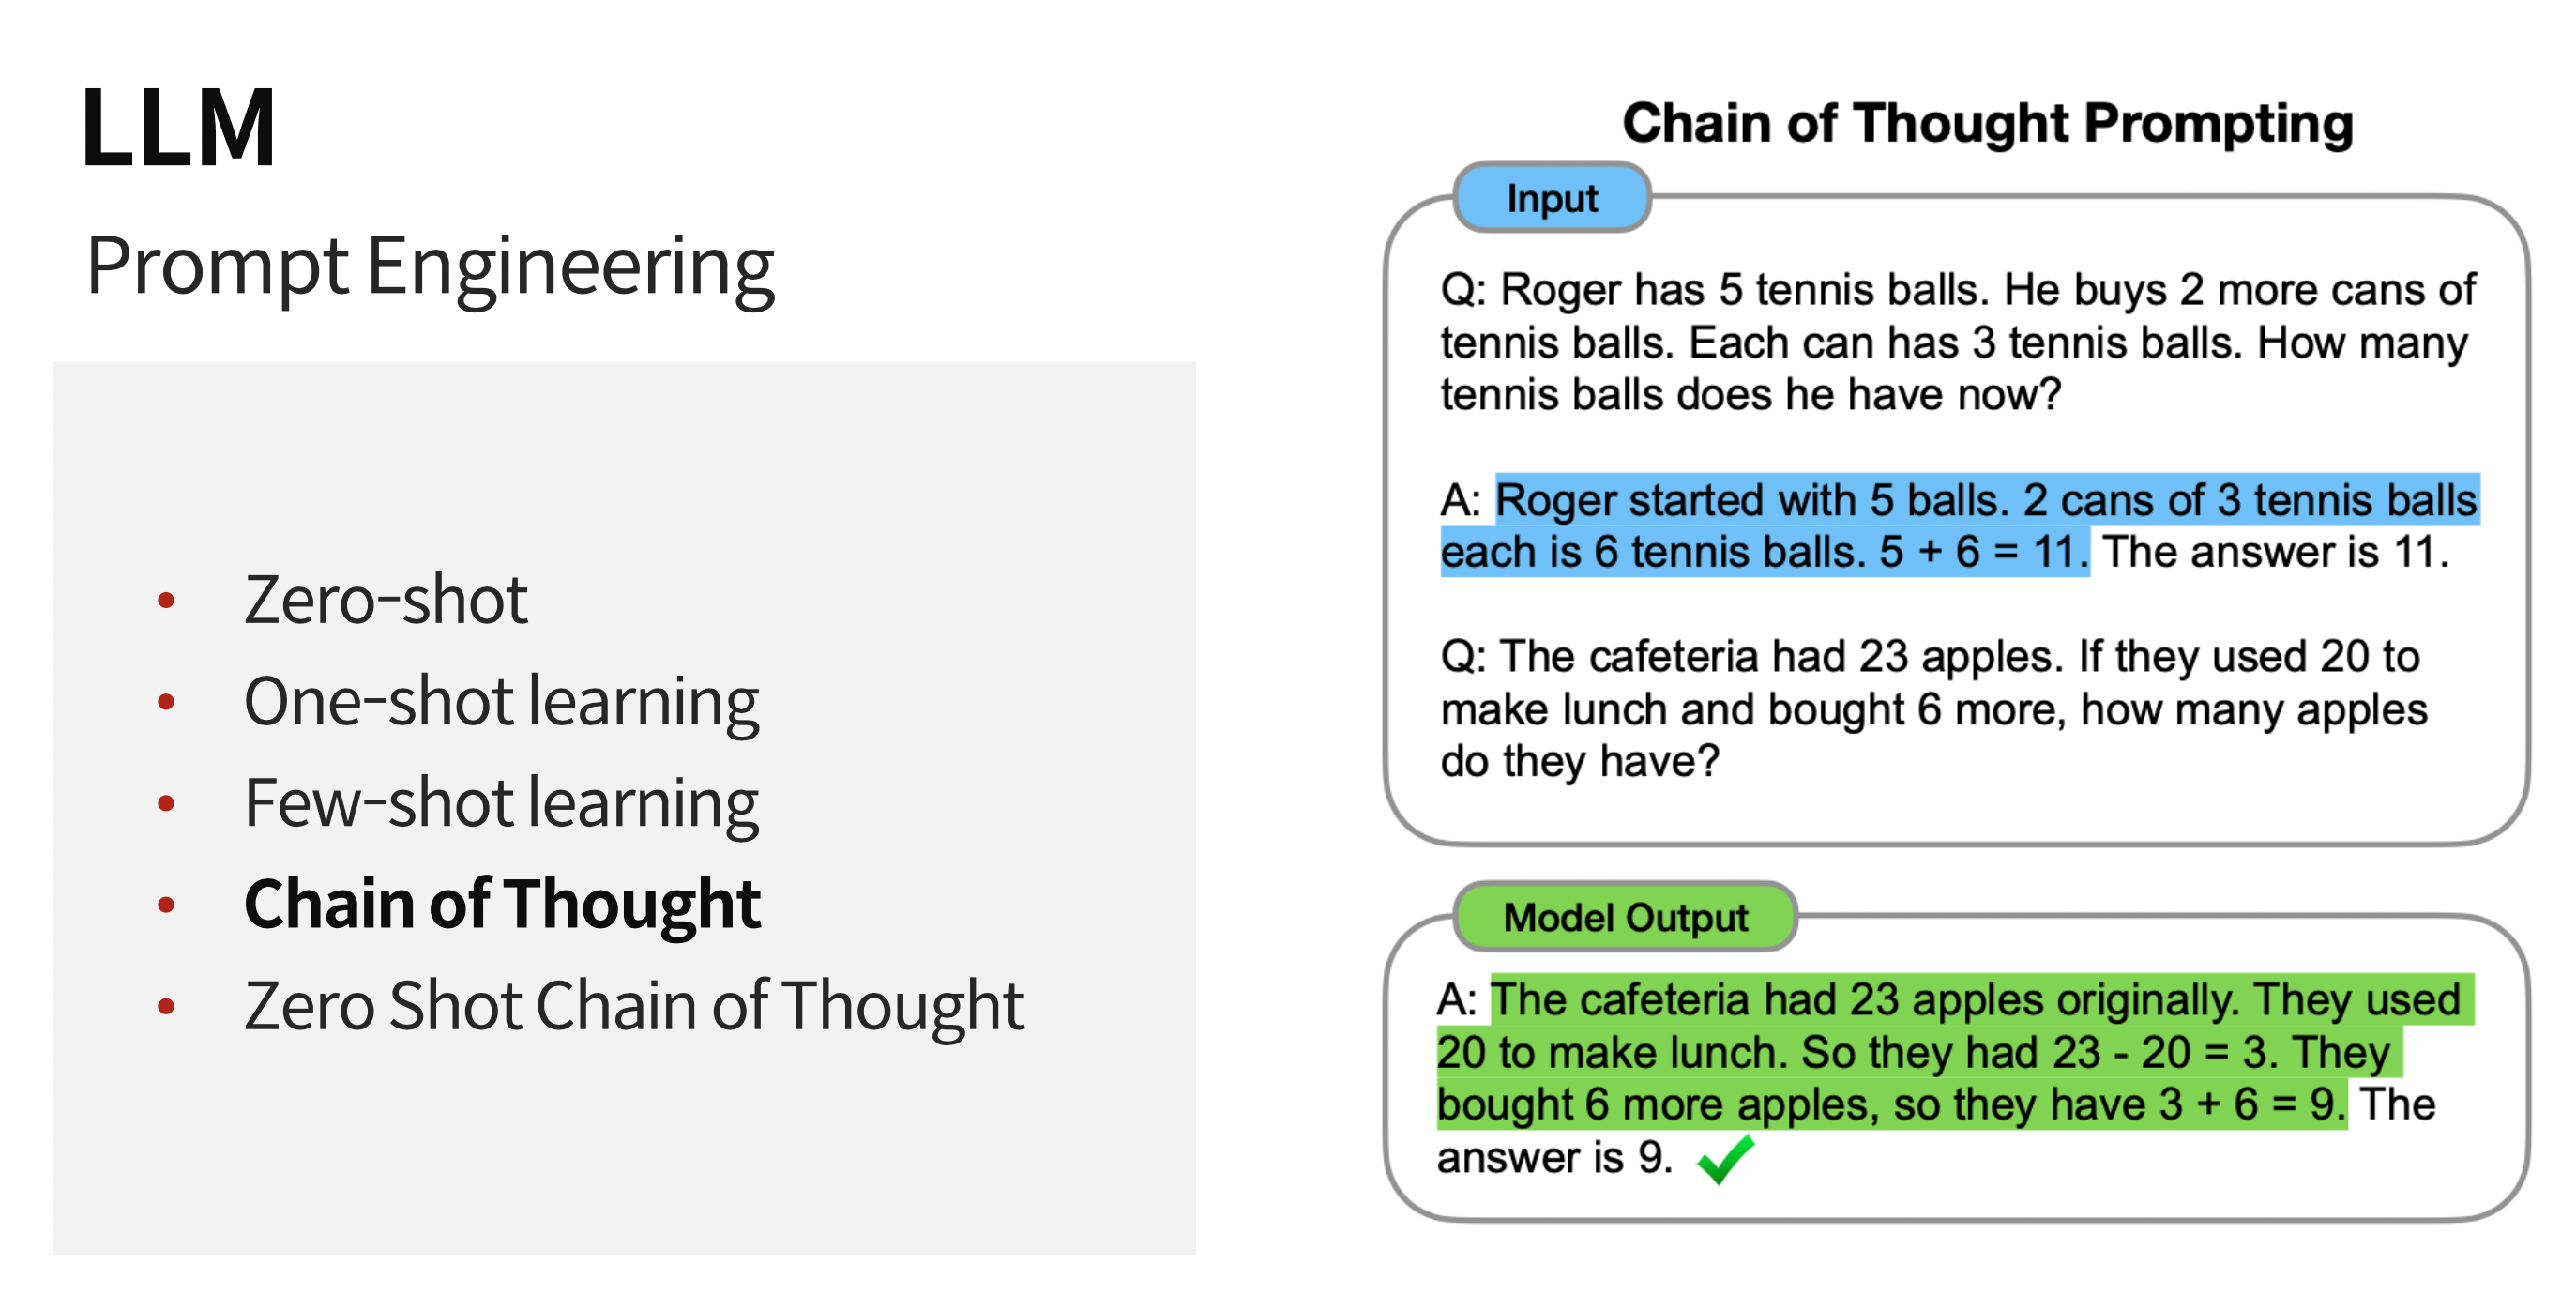 LLM
Prompt Engineering
• Zero-shot
• One-shot learning
• Few-shot learning
• Chain of Thought
• Zero Shot Chain of Thought
Chain of Thought Prompting
Input
Q: Roger has 5 tennis balls. He buys 2 more cans of
tennis balls. Each can has 3 tennis balls. How many
tennis balls does he have now?
A: Roger started with 5 balls. 2 cans of 3 tennis balls
each is 6 tennis balls. 5 + 6 = 11. The answer is 11.
Q: The cafeteria had 23 apples. If they used 20 to
make lunch and bought 6 more, how many apples
do they have?
Model Output
A: The cafeteria had 23 apples originally. They used
20 to make lunch. So they had 23 - 20 = 3. They
bought 6 more apples, so they have 3 + 6 = 9. The
answer is 9.